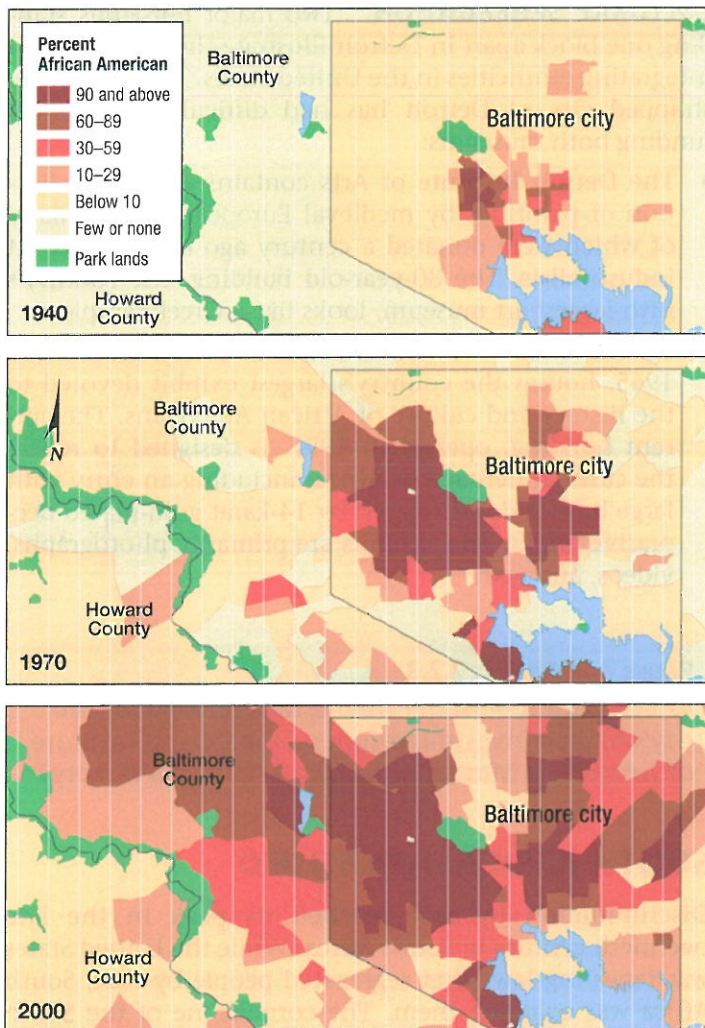 Percent
African American
90 and above
60–89
30–59
10–29
Below 10
Few or none
Park lands
Baltimore
County
Baltimore city
Howard
County
1940
N
Baltimore
County
Baltimore city
Howard
County
1970
Baltimore
County
Baltimore city
Howard
County
2000